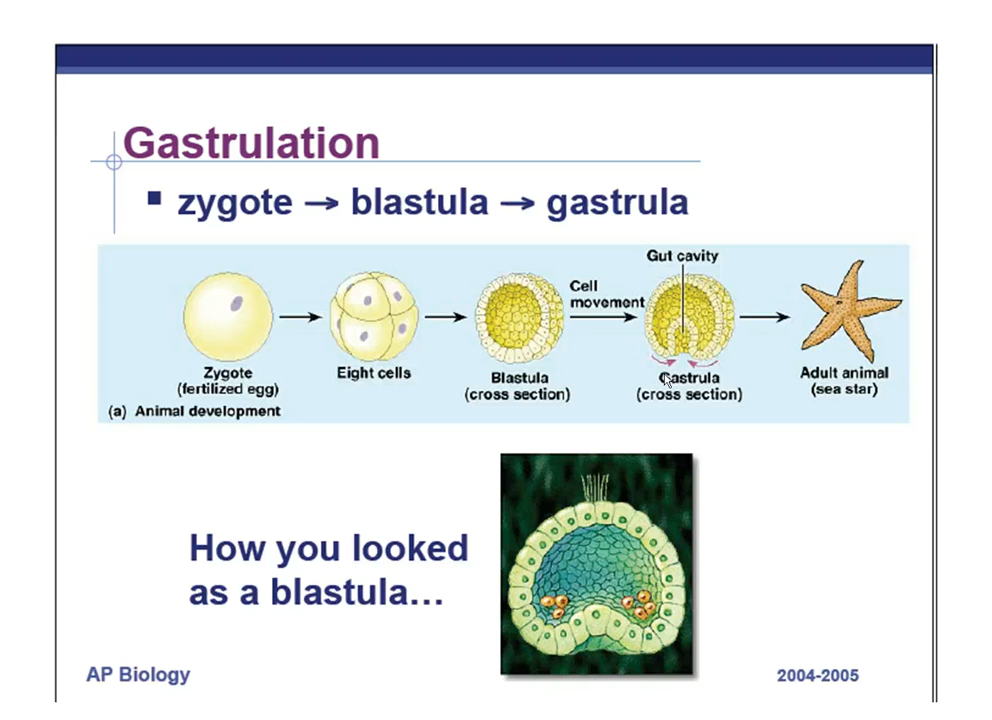 Gastrulation
▪ zygote → blastula → gastrula
Gut cavity
Cell
movement
Zygote
(fertilized egg)
Eight cells
Blastula
(cross section)
Gastrula
(cross section)
Adult animal
(sea star)
(a) Animal development
How you looked
as a blastula…
AP Biology
2004-2005